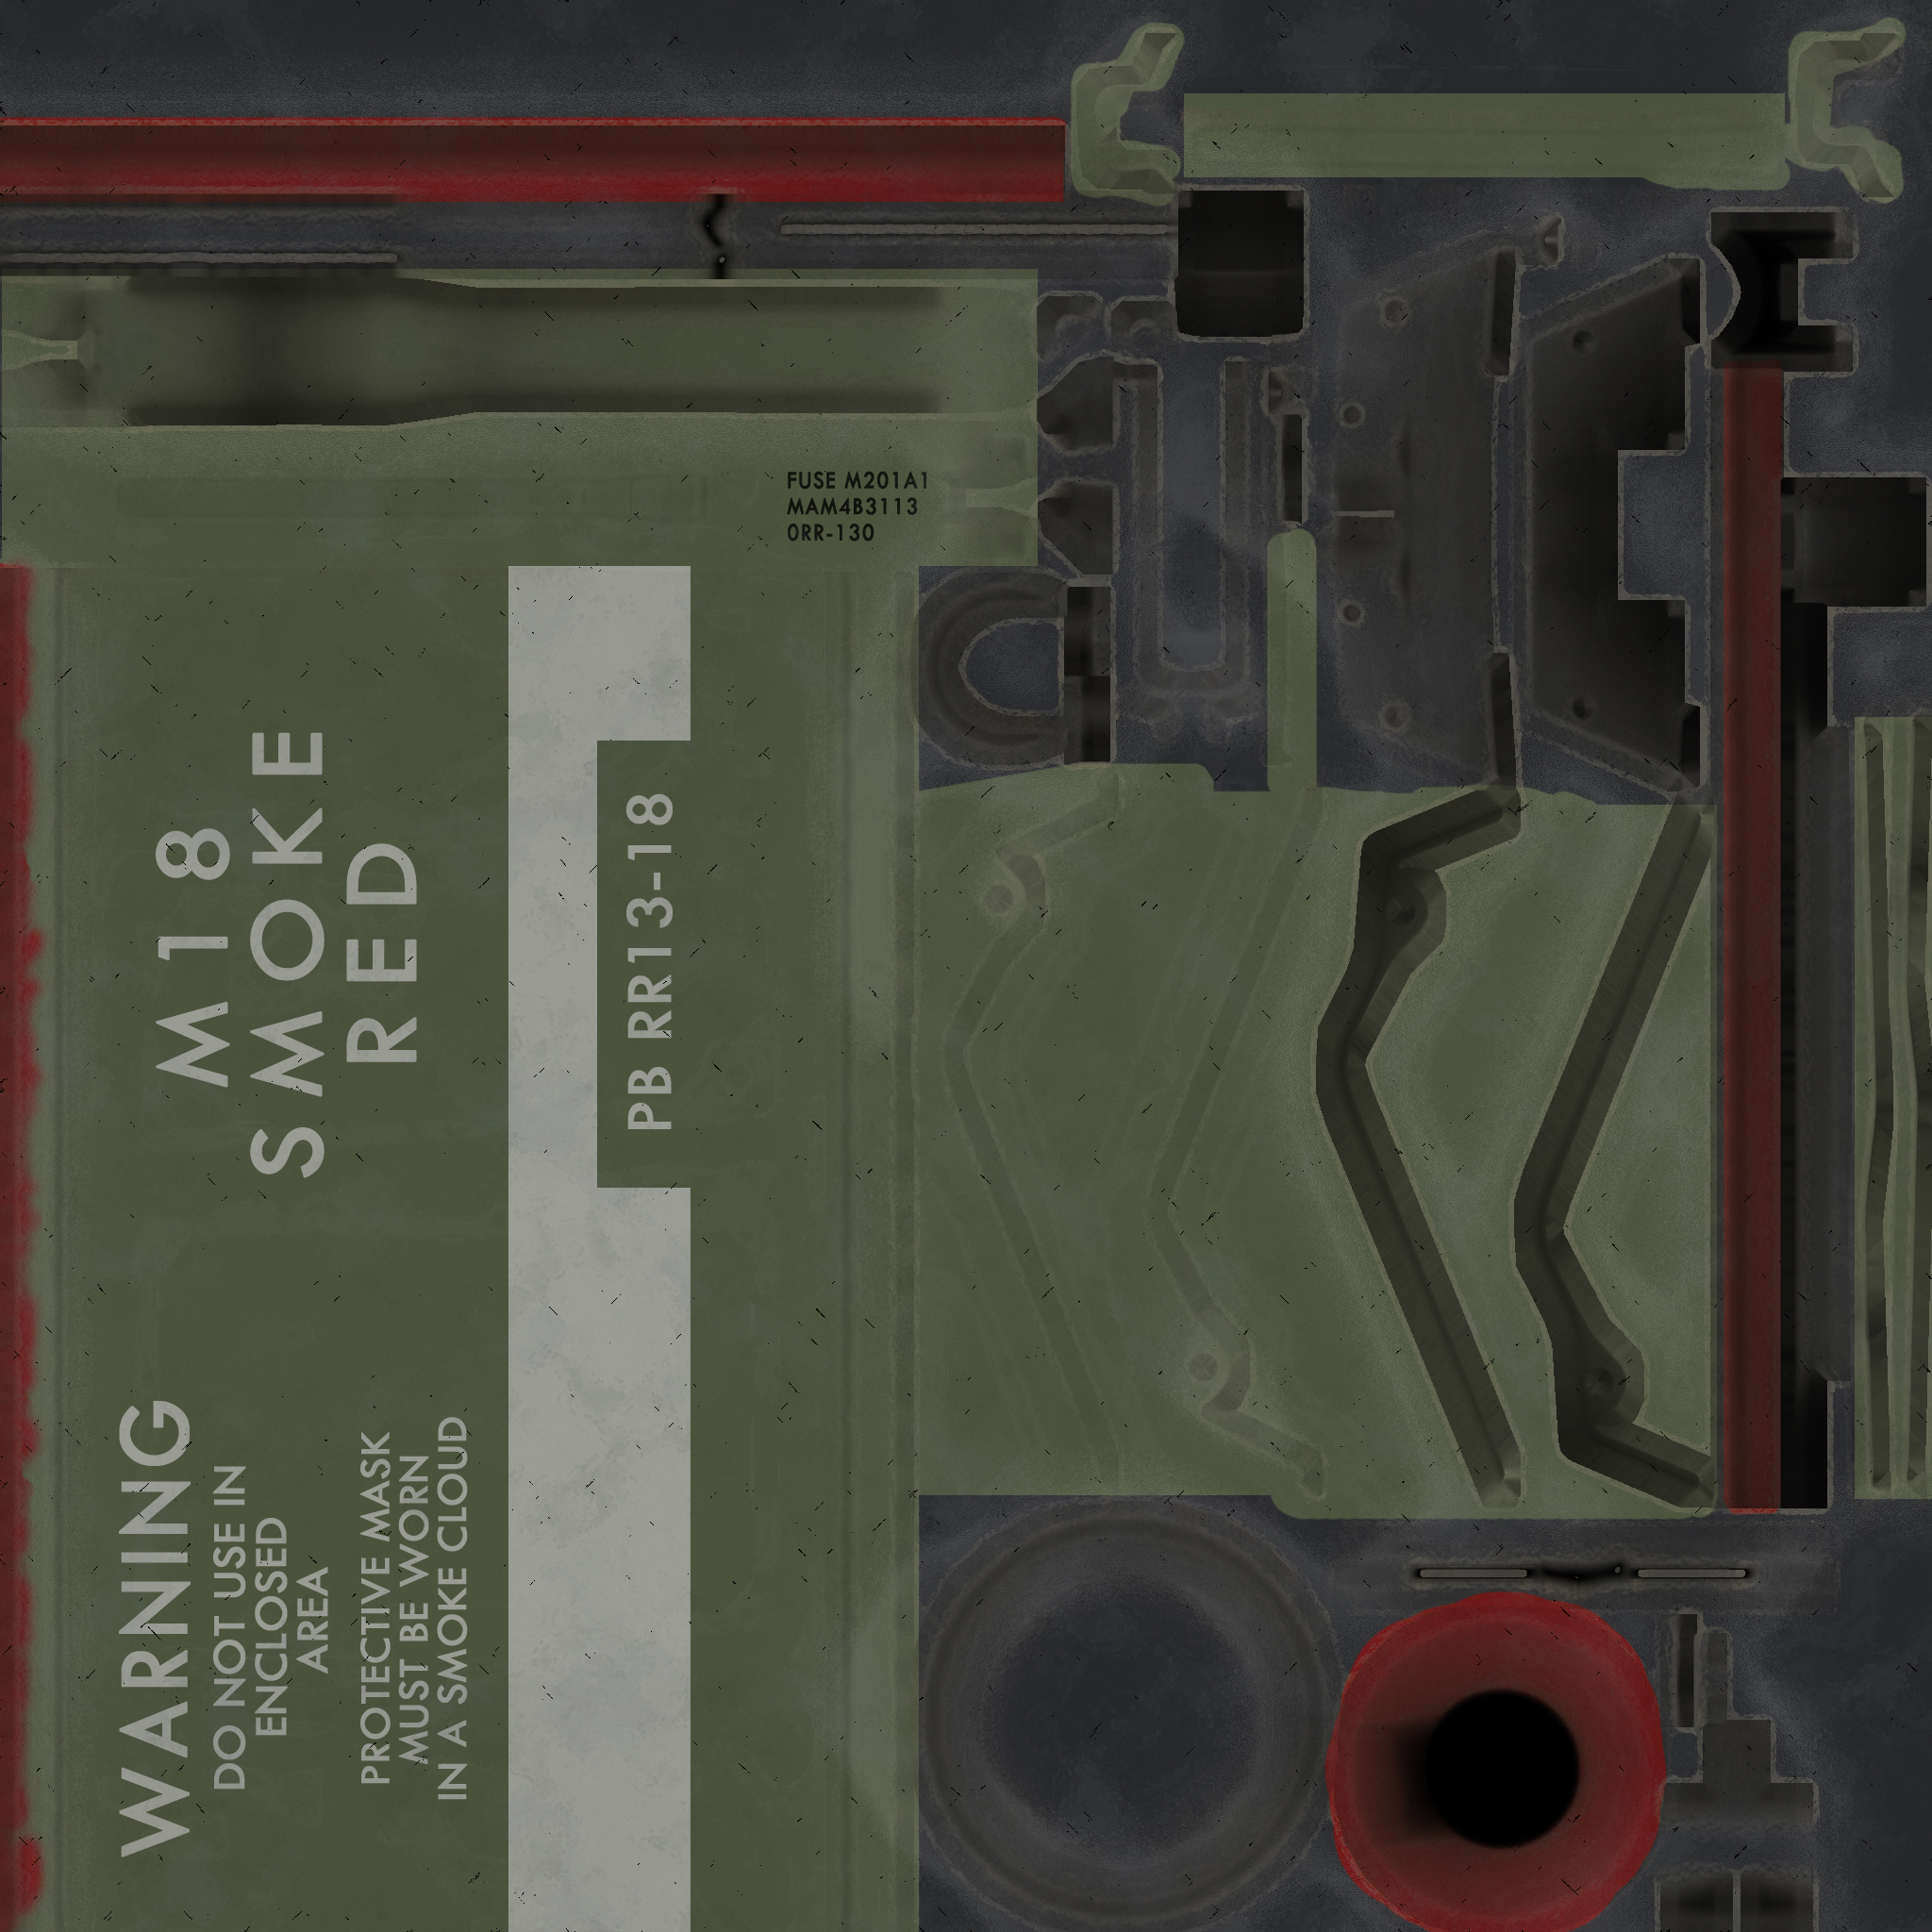 FUSE M201A1
MAM4B3113
0RR-130
M 18
SMOKE
RED
PB RR13-18
WARNING
DO NOT USE IN
ENCLOSED
AREA
PROTECTIVE MASK
MUST BE WORN
IN A SMOKE CLOUD